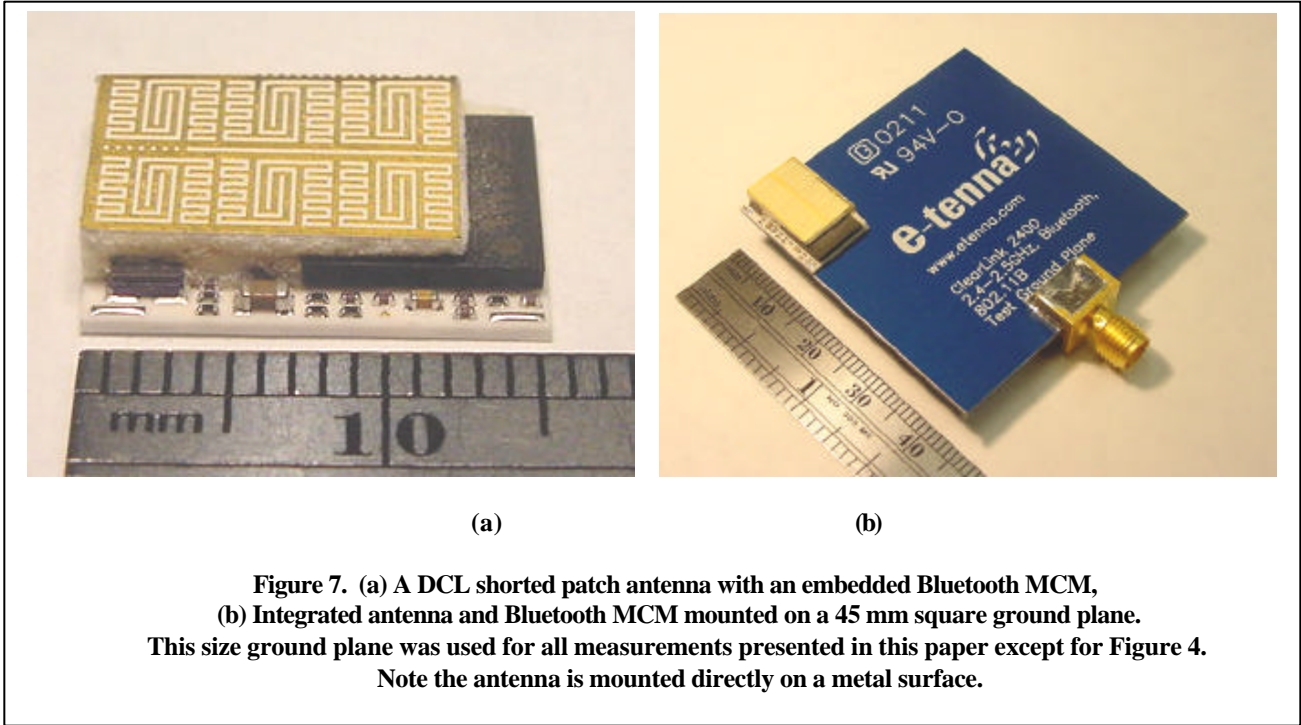 mm 10
G 0211
RU 94V-0
e-tenna
www.etenna.com
ClearLink 2400
2.4-2.5GHz Bluetooth,
802.11B
Test Ground Plane
10 20 30 40
1
(a) (b)
Figure 7. (a) A DCL shorted patch antenna with an embedded Bluetooth MCM,
(b) Integrated antenna and Bluetooth MCM mounted on a 45 mm square ground plane.
This size ground plane was used for all measurements presented in this paper except for Figure 4.
Note the antenna is mounted directly on a metal surface.